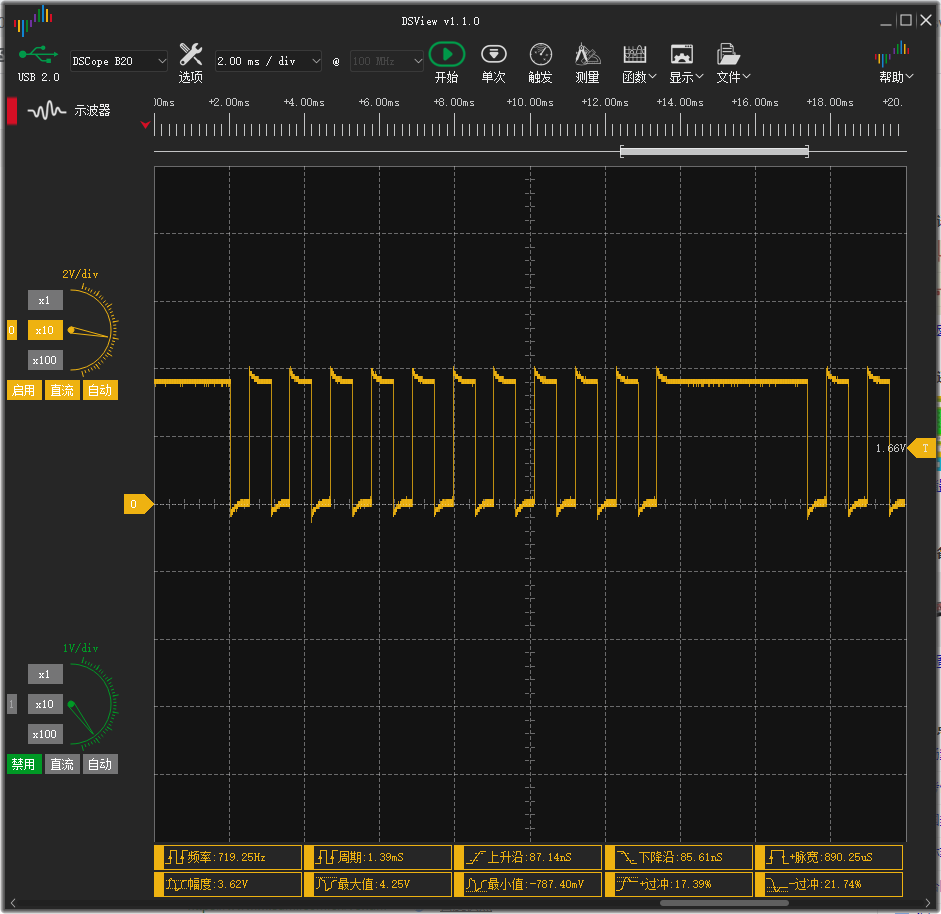 DSView v1.1.0
USB 2.0
DSCope B20
选项
2.00 ms / div
@
100 MHz
开始
单次
触发
测量
函数
显示
文件
帮助
示波器
00ms +2.00ms +4.00ms +6.00ms +8.00ms +10.00ms +12.00ms +14.00ms +16.00ms +18.00ms +20.
2V/div
x1
0
x10
x100
启用 直流 自动
1.66V T
0
1V/div
x1
1
x10
x100
禁用 直流 自动
频率:719.25Hz 周期:1.39mS 上升沿:87.14nS 下降沿:85.61nS +脉宽:890.25uS
幅度:3.62V 最大值:4.25V 最小值:-787.40mV +过冲:17.39% -过冲:21.74%